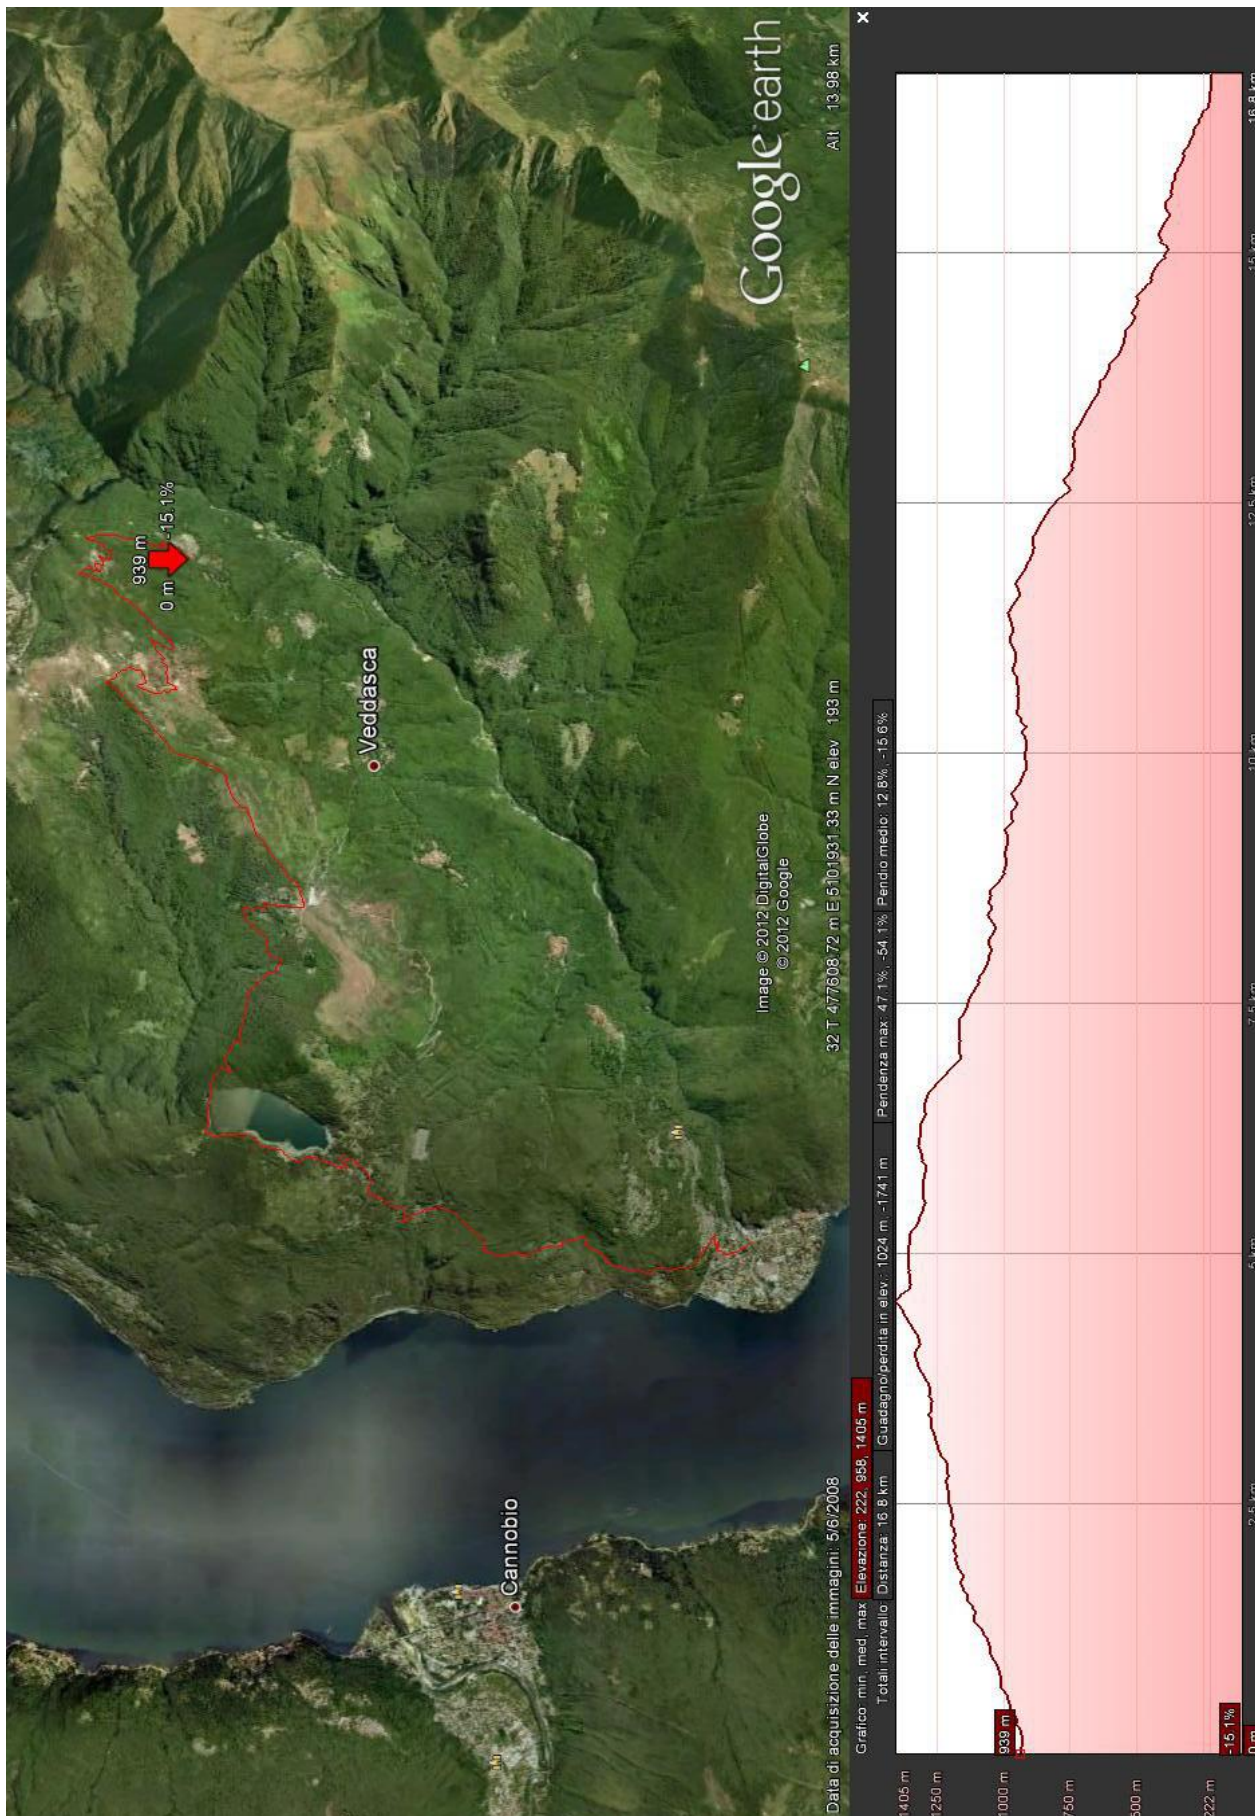 939 m
0 m   -15.1%
Veddasca
Cannobio
Image © 2012 DigitalGlobe
© 2012 Google
Google earth
Data di acquisizione delle immagini: 5/6/2008   32 T 477608.72 m E 5101931.33 m N elev   193 m   Alt   13.98 km
Grafico: min, med, max Elevazione: 222, 958, 1405 m
Totali intervallo: Distanza: 16.8 km   Guadagno/perdita in elev.: 1024 m, -1741 m   Pendenza max: 47.1%, -54.1%   Pendio medio: 12.8%, -15.6%
1405 m
1250 m
1000 m
939 m
750 m
500 m
222 m
-15.1%
0 m   2.5 km   5 km   7.5 km   10 km   12.5 km   15 km   16.8 km